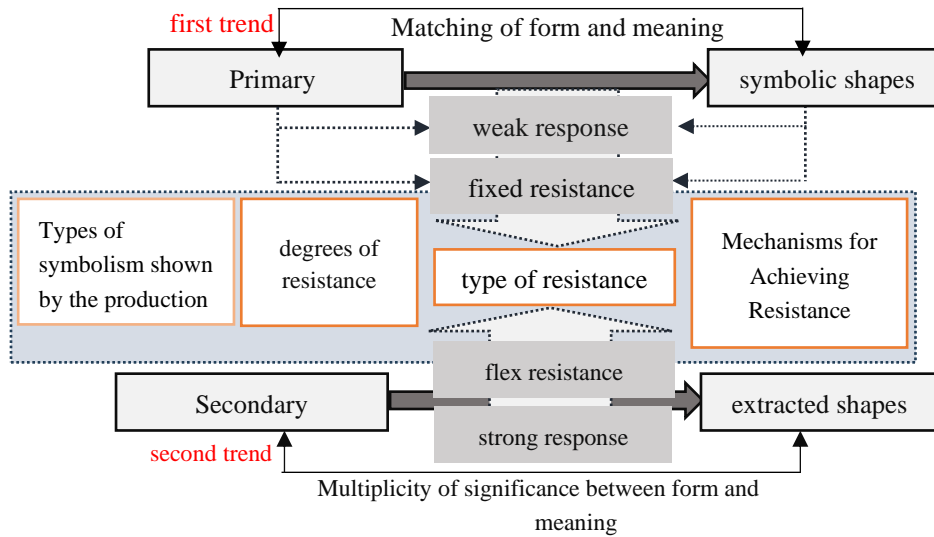 first trend
Matching of form and meaning
Primary
symbolic shapes
weak response
fixed resistance
Types of
symbolism shown
by the production
degrees of
resistance
type of resistance
Mechanisms for
Achieving
Resistance
flex resistance
Secondary
extracted shapes
strong response
second trend
Multiplicity of significance between form and
meaning